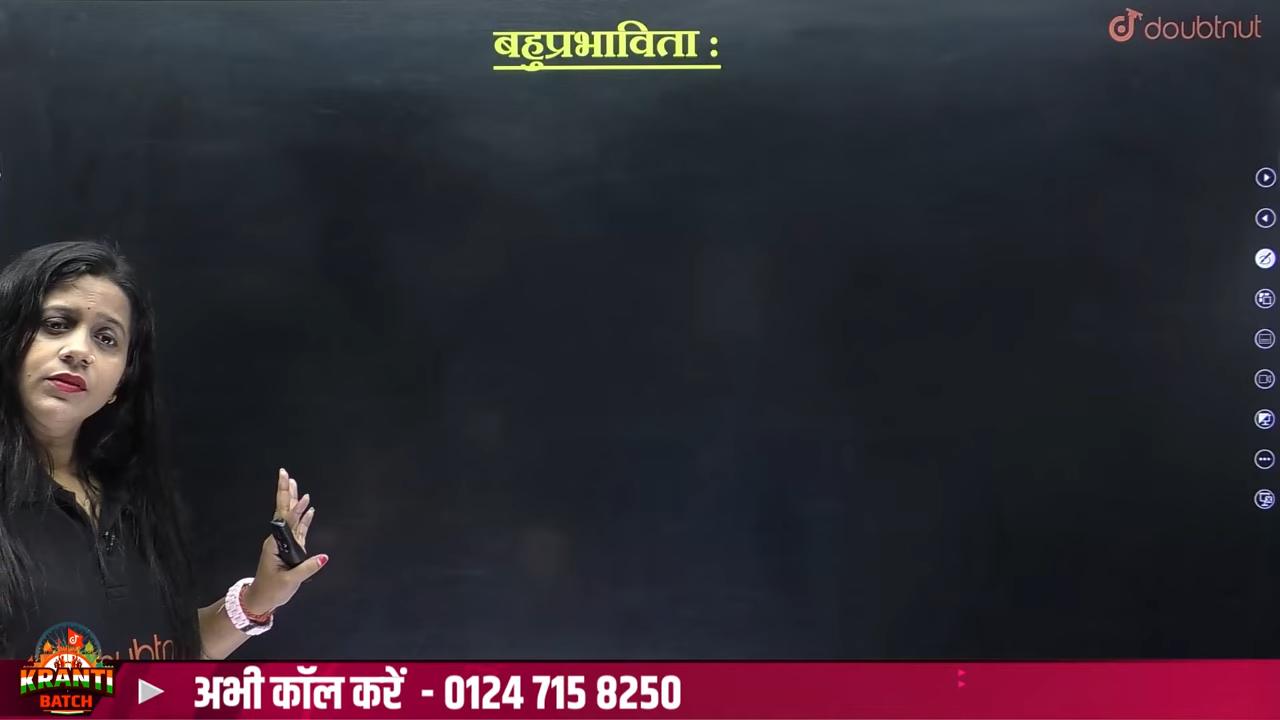 बहुप्रभाविता :
doubtnut
KRANTI
BATCH
अभी कॉल करें - 0124 715 8250